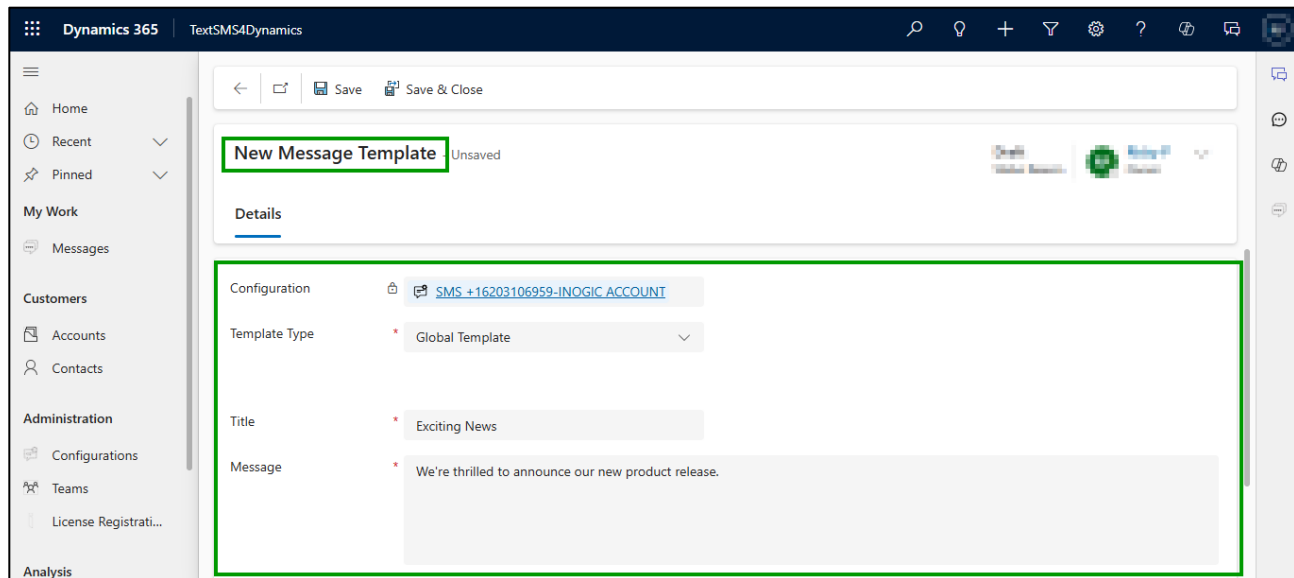 Dynamics 365 TextSMS4Dynamics
Home
Recent
Pinned
My Work
Messages
Customers
Accounts
Contacts
Administration
Configurations
Teams
License Registrati...
Analysis
Save Save & Close
New Message Template - Unsaved
Details
Configuration SMS +16203106959-INOGIC ACCOUNT
Template Type * Global Template
Title * Exciting News
Message * We're thrilled to announce our new product release.